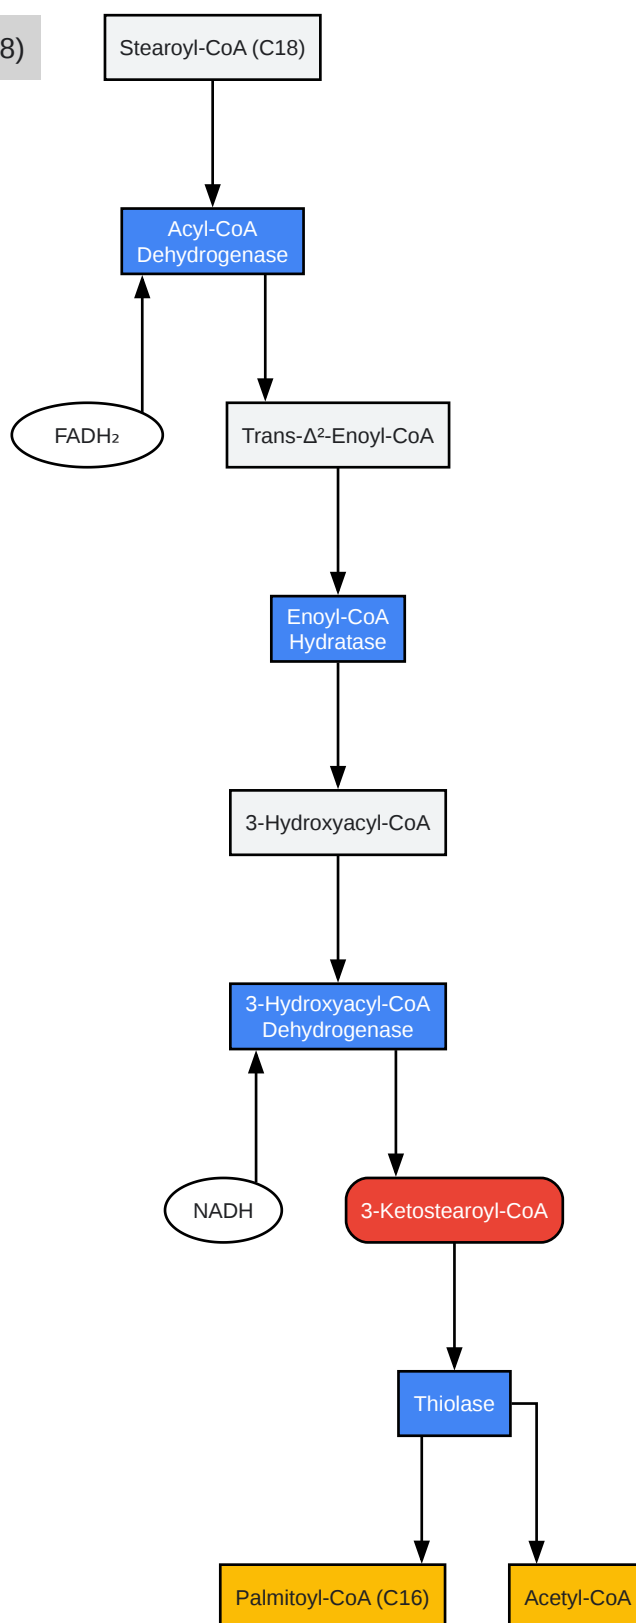 8)
Stearoyl-CoA (C18)
Acyl-CoA
Dehydrogenase
FADH₂
Trans-Δ²-Enoyl-CoA
Enoyl-CoA
Hydratase
3-Hydroxyacyl-CoA
3-Hydroxyacyl-CoA
Dehydrogenase
NADH
3-Ketostearoyl-CoA
Thiolase
Palmitoyl-CoA (C16)
Acetyl-CoA